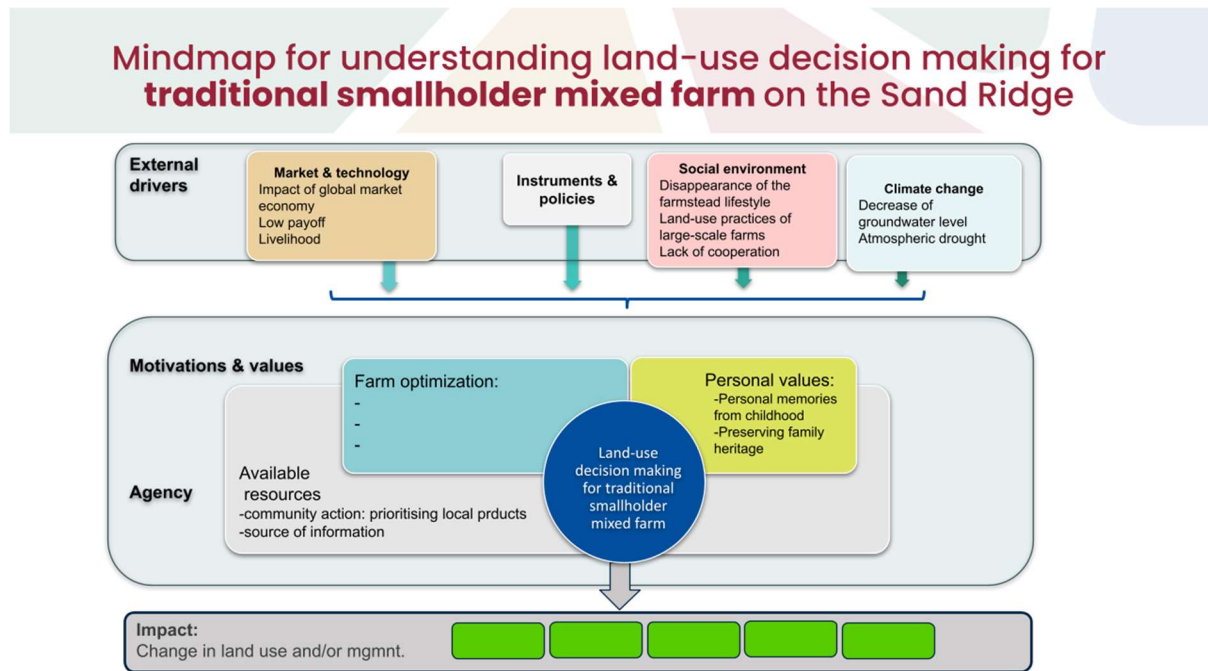 Mindmap for understanding land-use decision making for
traditional smallholder mixed farm on the Sand Ridge
External
drivers
Market & technology
Impact of global market
economy
Low payoff
Livelihood
Instruments &
policies
Social environment
Disappearance of the
farmstead lifestyle
Land-use practices of
large-scale farms
Lack of cooperation
Climate change
Decrease of
groundwater level
Atmospheric drought
Motivations & values
Farm optimization:
-
-
-
Personal values:
-Personal memories
from childhood
-Preserving family
heritage
Agency
Available
resources
-community action: prioritising local prducts
-source of information
Land-use
decision making
for traditional
smallholder
mixed farm
Impact:
Change in land use and/or mgmnt.